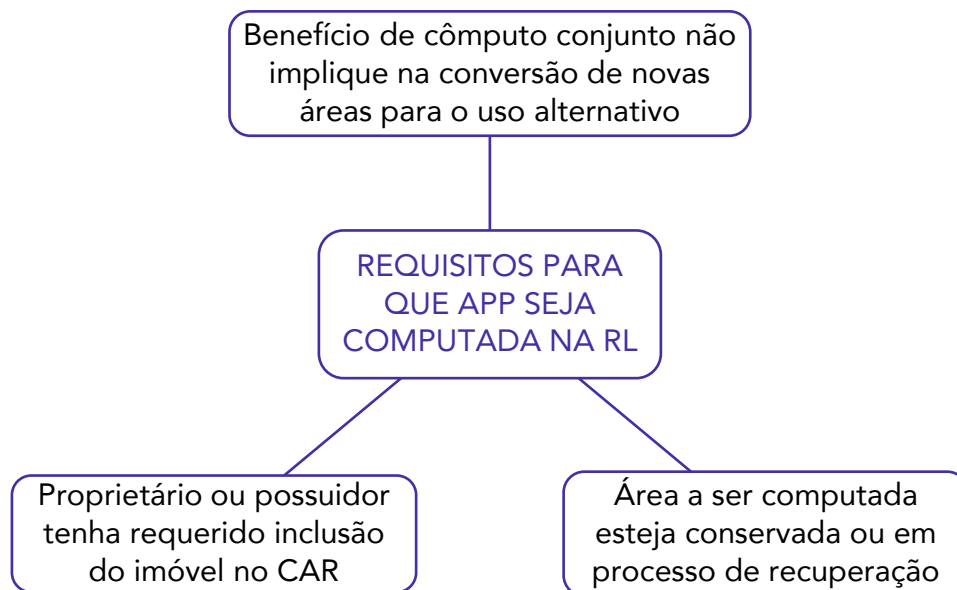 Benefício de cômputo conjunto não
implique na conversão de novas
áreas para o uso alternativo
REQUISITOS PARA
QUE APP SEJA
COMPUTADA NA RL
Proprietário ou possuidor
tenha requerido inclusão
do imóvel no CAR
Área a ser computada
esteja conservada ou em
processo de recuperação